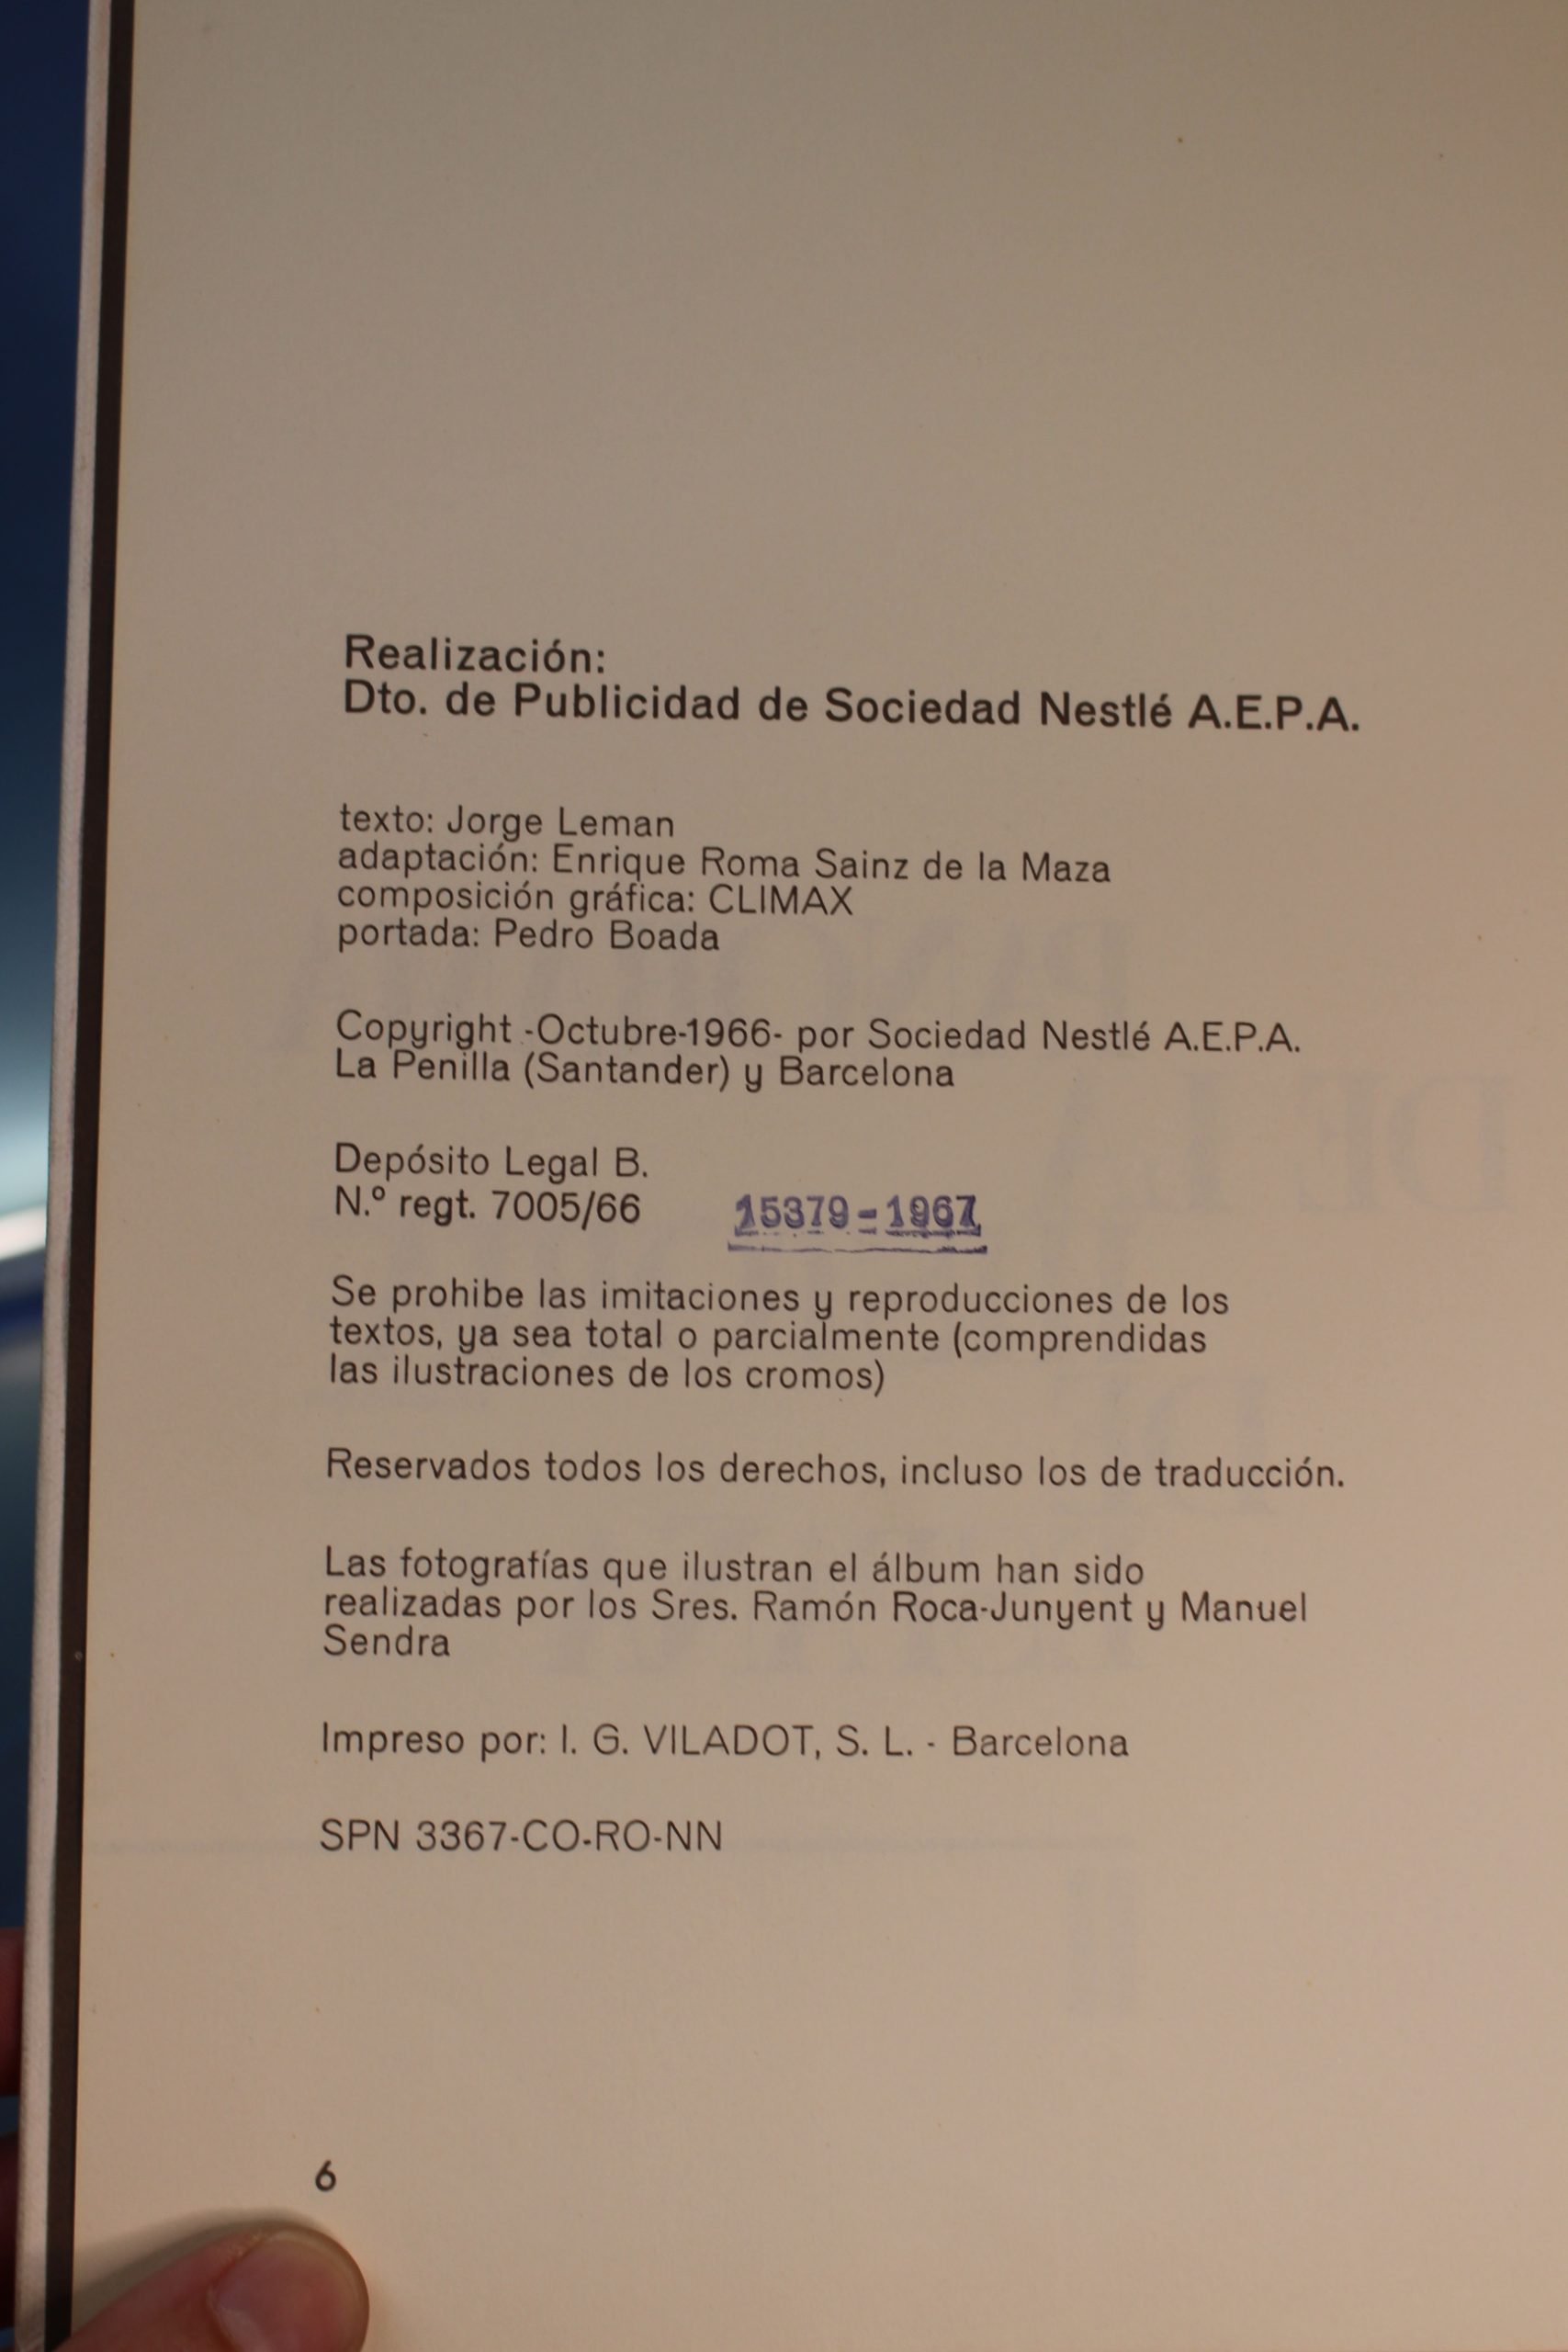 Realización:
Dto. de Publicidad de Sociedad Nestlé A.E.P.A.
texto: Jorge Leman
adaptación: Enrique Roma Sainz de la Maza
composición gráfica: CLIMAX
portada: Pedro Boada
Copyright -Octubre-1966- por Sociedad Nestlé A.E.P.A.
La Penilla (Santander) y Barcelona
Depósito Legal B.
N.º regt. 7005/66 15379-1967
Se prohibe las imitaciones y reproducciones de los
textos, ya sea total o parcialmente (comprendidas
las ilustraciones de los cromos)
Reservados todos los derechos, incluso los de traducción.
Las fotografías que ilustran el álbum han sido
realizadas por los Sres. Ramón Roca-Junyent y Manuel
Sendra
Impreso por: I. G. VILADOT, S. L. - Barcelona
SPN 3367-CO-RO-NN
6